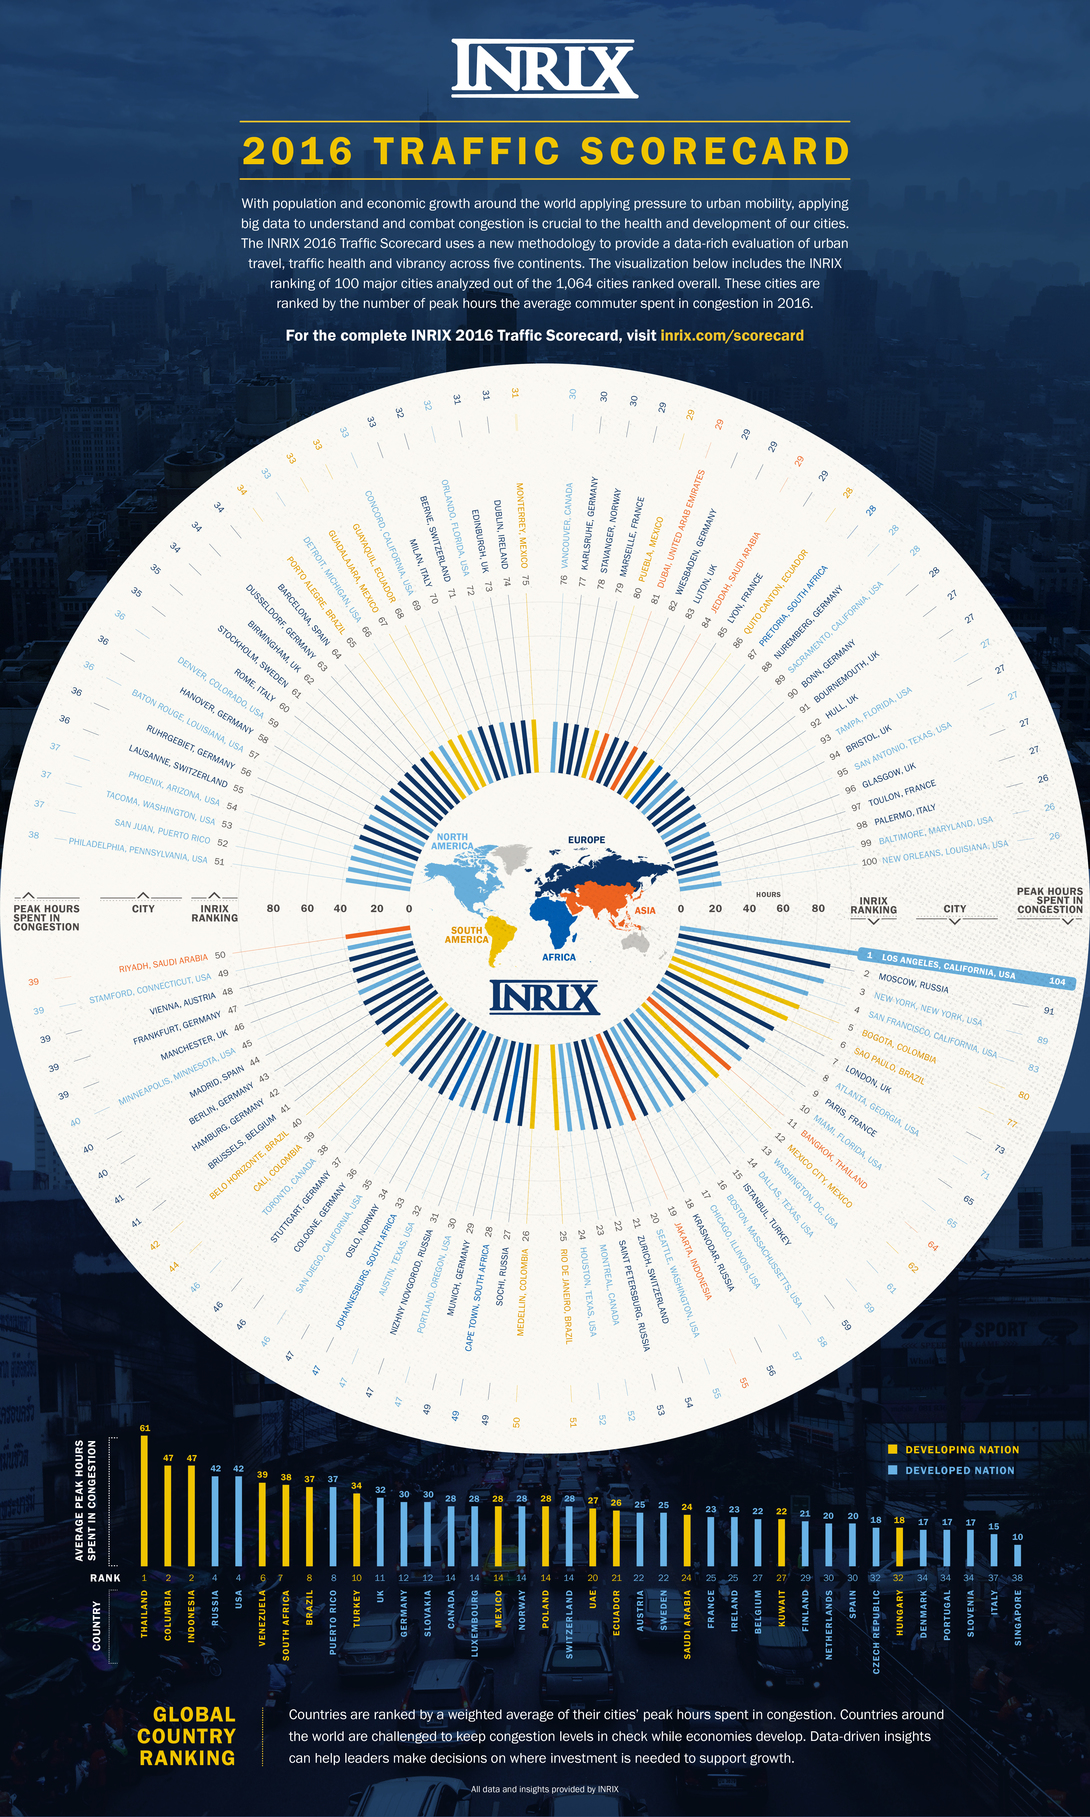 INRIX
2016 TRAFFIC SCORECARD
With population and economic growth around the world applying pressure to urban mobility, applying
big data to understand and combat congestion is crucial to the health and development of our cities.
The INRIX 2016 Traffic Scorecard uses a new methodology to provide a data-rich evaluation of urban
travel, traffic health and vibrancy across five continents. The visualization below includes the INRIX
ranking of 100 major cities analyzed out of the 1,064 cities ranked overall. These cities are
ranked by the number of peak hours the average commuter spent in congestion in 2016.
For the complete INRIX 2016 Traffic Scorecard, visit inrix.com/scorecard
HOURS
0 20 40 60 80
INRIX RANKING
CITY
PEAK HOURS SPENT IN CONGESTION
1 LOS ANGELES, CALIFORNIA, USA 104
2 MOSCOW, RUSSIA 91
3 NEW YORK, NEW YORK, USA 89
4 SAN FRANCISCO, CALIFORNIA, USA 83
5 BOGOTA, COLOMBIA 80
6 SAO PAULO, BRAZIL 77
7 LONDON, UK 73
8 ATLANTA, GEORGIA, USA 71
9 PARIS, FRANCE 65
10 MIAMI, FLORIDA, USA 65
11 BANGKOK, THAILAND 64
12 MEXICO CITY, MEXICO 62
13 WASHINGTON, DC, USA 61
14 DALLAS, TEXAS, USA 59
15 ISTANBUL, TURKEY 59
16 BOSTON, MASSACHUSETTS, USA 58
17 CHICAGO, ILLINOIS, USA 57
18 KRASNODAR, RUSSIA 56
19 JAKARTA, INDONESIA 55
20 SEATTLE, WASHINGTON, USA 55
21 ZURICH, SWITZERLAND 54
22 SAINT PETERSBURG, RUSSIA 53
23 MONTREAL, CANADA 52
24 HOUSTON, TEXAS, USA 52
25 RIO DE JANEIRO, BRAZIL 51
26 MEDELLIN, COLOMBIA 50
27 SOCHI, RUSSIA 49
28 CAPE TOWN, SOUTH AFRICA 49
29 MUNICH, GERMANY 49
30 PORTLAND, OREGON, USA 47
31 NIZHNY NOVGOROD, RUSSIA 47
32 AUSTIN, TEXAS, USA 47
33 JOHANNESBURG, SOUTH AFRICA 47
34 OSLO, NORWAY 47
35 SAN DIEGO, CALIFORNIA, USA 46
36 COLOGNE, GERMANY 46
37 STUTTGART, GERMANY 46
38 TORONTO, CANADA 46
39 CALI, COLOMBIA 44
40 BELO HORIZONTE, BRAZIL 42
41 BRUSSELS, BELGIUM 41
42 HAMBURG, GERMANY 41
43 BERLIN, GERMANY 40
44 MADRID, SPAIN 40
45 MINNEAPOLIS, MINNESOTA, USA 40
46 MANCHESTER, UK 39
47 FRANKFURT, GERMANY 39
48 VIENNA, AUSTRIA 39
49 STAMFORD, CONNECTICUT, USA 39
50 RIYADH, SAUDI ARABIA 39
PEAK HOURS SPENT IN CONGESTION
CITY
INRIX RANKING
80 60 40 20 0
51 PHILADELPHIA, PENNSYLVANIA, USA 38
52 SAN JUAN, PUERTO RICO 37
53 TACOMA, WASHINGTON, USA 37
54 PHOENIX, ARIZONA, USA 37
55 LAUSANNE, SWITZERLAND 36
56 RUHRGEBIET, GERMANY 36
57 BATON ROUGE, LOUISIANA, USA 36
58 HANOVER, GERMANY 36
59 DENVER, COLORADO, USA 36
60 ROME, ITALY 35
61 STOCKHOLM, SWEDEN 35
62 BIRMINGHAM, UK 34
63 DUSSELDORF, GERMANY 34
64 BARCELONA, SPAIN 34
65 PORTO ALEGRE, BRAZIL 34
66 DETROIT, MICHIGAN, USA 33
67 GUADALAJARA, MEXICO 33
68 GUAYAQUIL, ECUADOR 33
69 CONCORD, CALIFORNIA, USA 33
70 MILAN, ITALY 33
71 BERNE, SWITZERLAND 32
72 ORLANDO, FLORIDA, USA 32
73 EDINBURGH, UK 31
74 DUBLIN, IRELAND 31
75 MONTERREY, MEXICO 31
76 VANCOUVER, CANADA 30
77 KARLSRUHE, GERMANY 30
78 STAVANGER, NORWAY 30
79 MARSEILLE, FRANCE 29
80 PUEBLA, MEXICO 29
81 DUBAI, UNITED ARAB EMIRATES 29
82 WIESBADEN, GERMANY 29
83 LUTON, UK 29
84 JEDDAH, SAUDI ARABIA 29
85 LYON, FRANCE 29
86 QUITO CANTON, ECUADOR 28
87 PRETORIA, SOUTH AFRICA 28
88 NUREMBERG, GERMANY 28
89 SACRAMENTO, CALIFORNIA, USA 28
90 BONN, GERMANY 28
91 BOURNEMOUTH, UK 27
92 HULL, UK 27
93 TAMPA, FLORIDA, USA 27
94 BRISTOL, UK 27
95 SAN ANTONIO, TEXAS, USA 27
96 GLASGOW, UK 27
97 TOULON, FRANCE 27
98 PALERMO, ITALY 26
99 BALTIMORE, MARYLAND, USA 26
100 NEW ORLEANS, LOUISIANA, USA 26
NORTH AMERICA
EUROPE
ASIA
SOUTH AMERICA
AFRICA
INRIX
DEVELOPING NATION
DEVELOPED NATION
AVERAGE PEAK HOURS SPENT IN CONGESTION
61 47 47 42 42 39 38 37 37 34 32 30 30 28 28 28 28 28 28 27 26 25 25 24 23 23 22 22 21 20 20 18 18 17 17 17 15 10
RANK 1 2 2 4 4 6 7 8 8 10 11 12 12 14 14 14 14 14 14 20 21 22 22 24 25 25 27 27 29 30 30 32 32 34 34 34 37 38
COUNTRY
THAILAND
COLUMBIA
INDONESIA
RUSSIA
USA
VENEZUELA
SOUTH AFRICA
BRAZIL
PUERTO RICO
TURKEY
UK
GERMANY
SLOVAKIA
CANADA
LUXEMBOURG
MEXICO
NORWAY
POLAND
SWITZERLAND
UAE
ECUADOR
AUSTRIA
SWEDEN
SAUDI ARABIA
FRANCE
IRELAND
BELGIUM
KUWAIT
FINLAND
NETHERLANDS
SPAIN
CZECH REPUBLIC
HUNGARY
DENMARK
PORTUGAL
SLOVENIA
ITALY
SINGAPORE
GLOBAL
COUNTRY
RANKING
Countries are ranked by a weighted average of their cities' peak hours spent in congestion. Countries around
the world are challenged to keep congestion levels in check while economies develop. Data-driven insights
can help leaders make decisions on where investment is needed to support growth.
All data and insights provided by INRIX